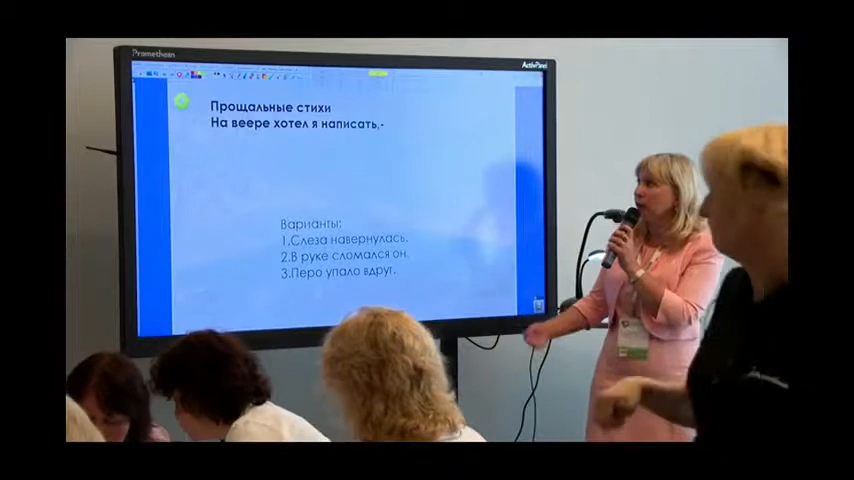 Promethean
ActivPanel
Прощальные стихи
На веере хотел я написать,-
Варианты:
1.Слеза навернулась.
2.В руке сломался он.
3.Перо упало вдруг.